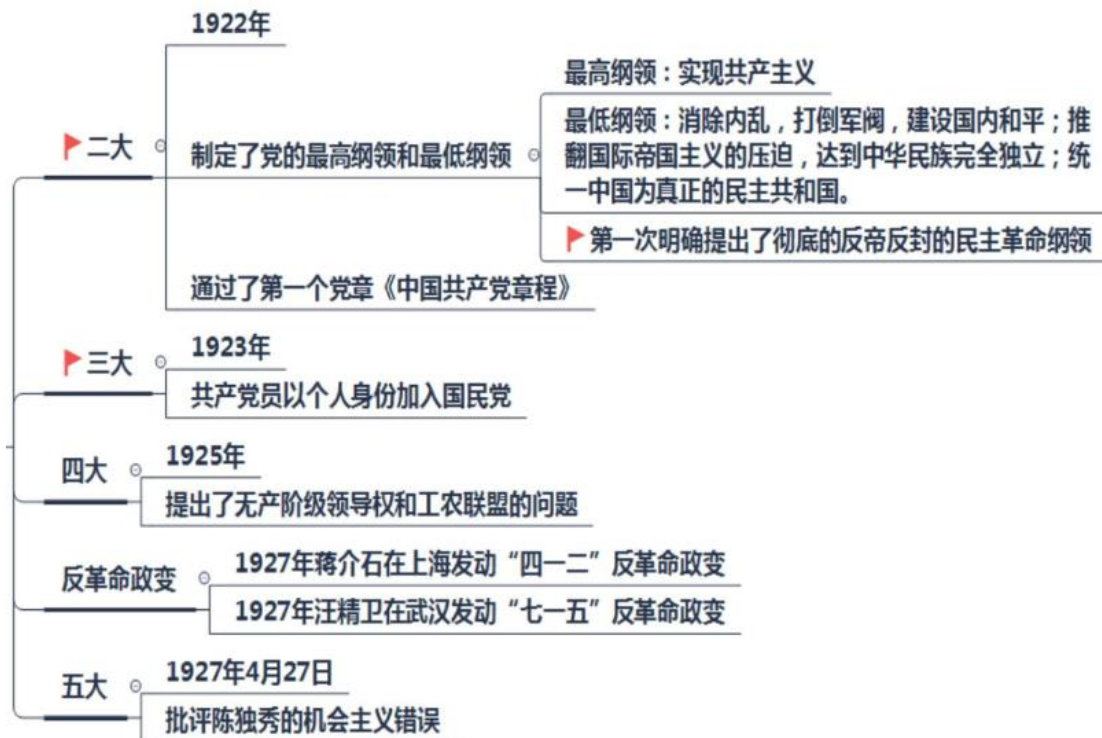 1922年
最高纲领：实现共产主义
二大
制定了党的最高纲领和最低纲领
最低纲领：消除内乱，打倒军阀，建设国内和平；推
翻国际帝国主义的压迫，达到中华民族完全独立；统
一中国为真正的民主共和国。
第一次明确提出了彻底的反帝反封的民主革命纲领
通过了第一个党章《中国共产党章程》
三大
1923年
共产党员以个人身份加入国民党
四大
1925年
提出了无产阶级领导权和工农联盟的问题
反革命政变
1927年蒋介石在上海发动“四一二”反革命政变
1927年汪精卫在武汉发动“七一五”反革命政变
五大
1927年4月27日
批评陈独秀的机会主义错误